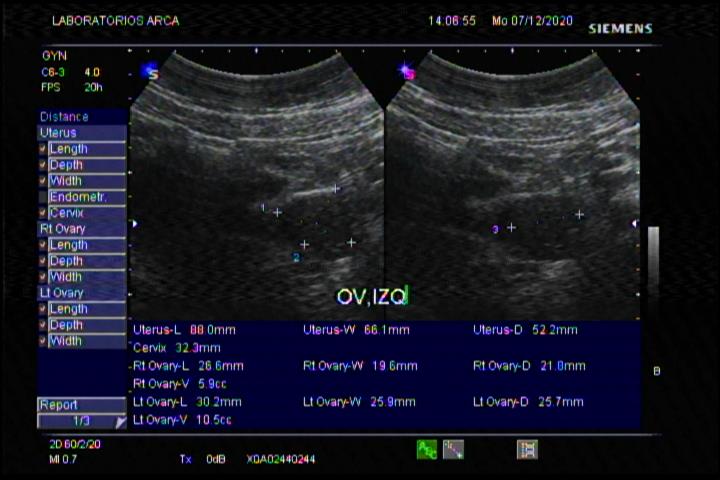 LABORATORIOS ARCA
14:06:55 Mo 07/12/2020
SIEMENS
GYN
C6-3 4.0
FPS 20h
S
S
Distance
Uterus
Length
Depth
Width
Endometr.
Cervix
Rt Ovary
Length
Depth
Width
Lt Ovary
Length
Depth
Width
1
2
3
OV,IZQ
Uterus-L 88.0mm Uterus-W 66.1mm Uterus-D 52.2mm
Cervix 32.3mm
Rt Ovary-L 26.6mm Rt Ovary-W 19.6mm Rt Ovary-D 21.8mm
Rt Ovary-V 5.9cc
Lt Ovary-L 30.2mm Lt Ovary-W 25.9mm Lt Ovary-D 25.7mm
Lt Ovary-V 10.5cc
B
Report
1/3
2D 60/2/20
MI 0.7 Tx 0dB X0A02440244